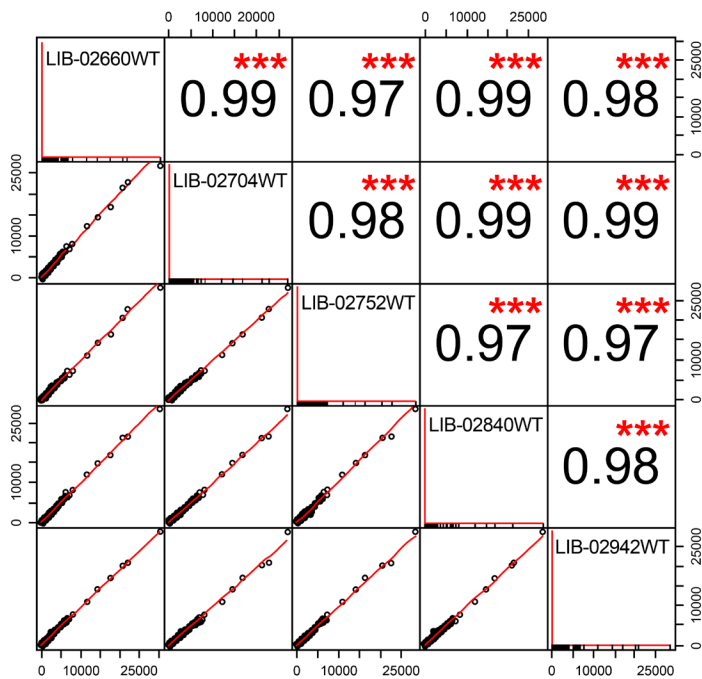 0 10000 25000 0 10000 25000
LIB-02660WT *** 0.99 *** 0.97 *** 0.99 *** 0.98 0 10000 25000
0 10000 25000 LIB-02704WT *** 0.98 *** 0.99 *** 0.99
LIB-02752WT *** 0.97 *** 0.97 0 10000 25000
0 10000 25000 LIB-02840WT *** 0.98
LIB-02942WT 0 10000 25000
0 10000 25000 0 10000 25000 0 10000 25000